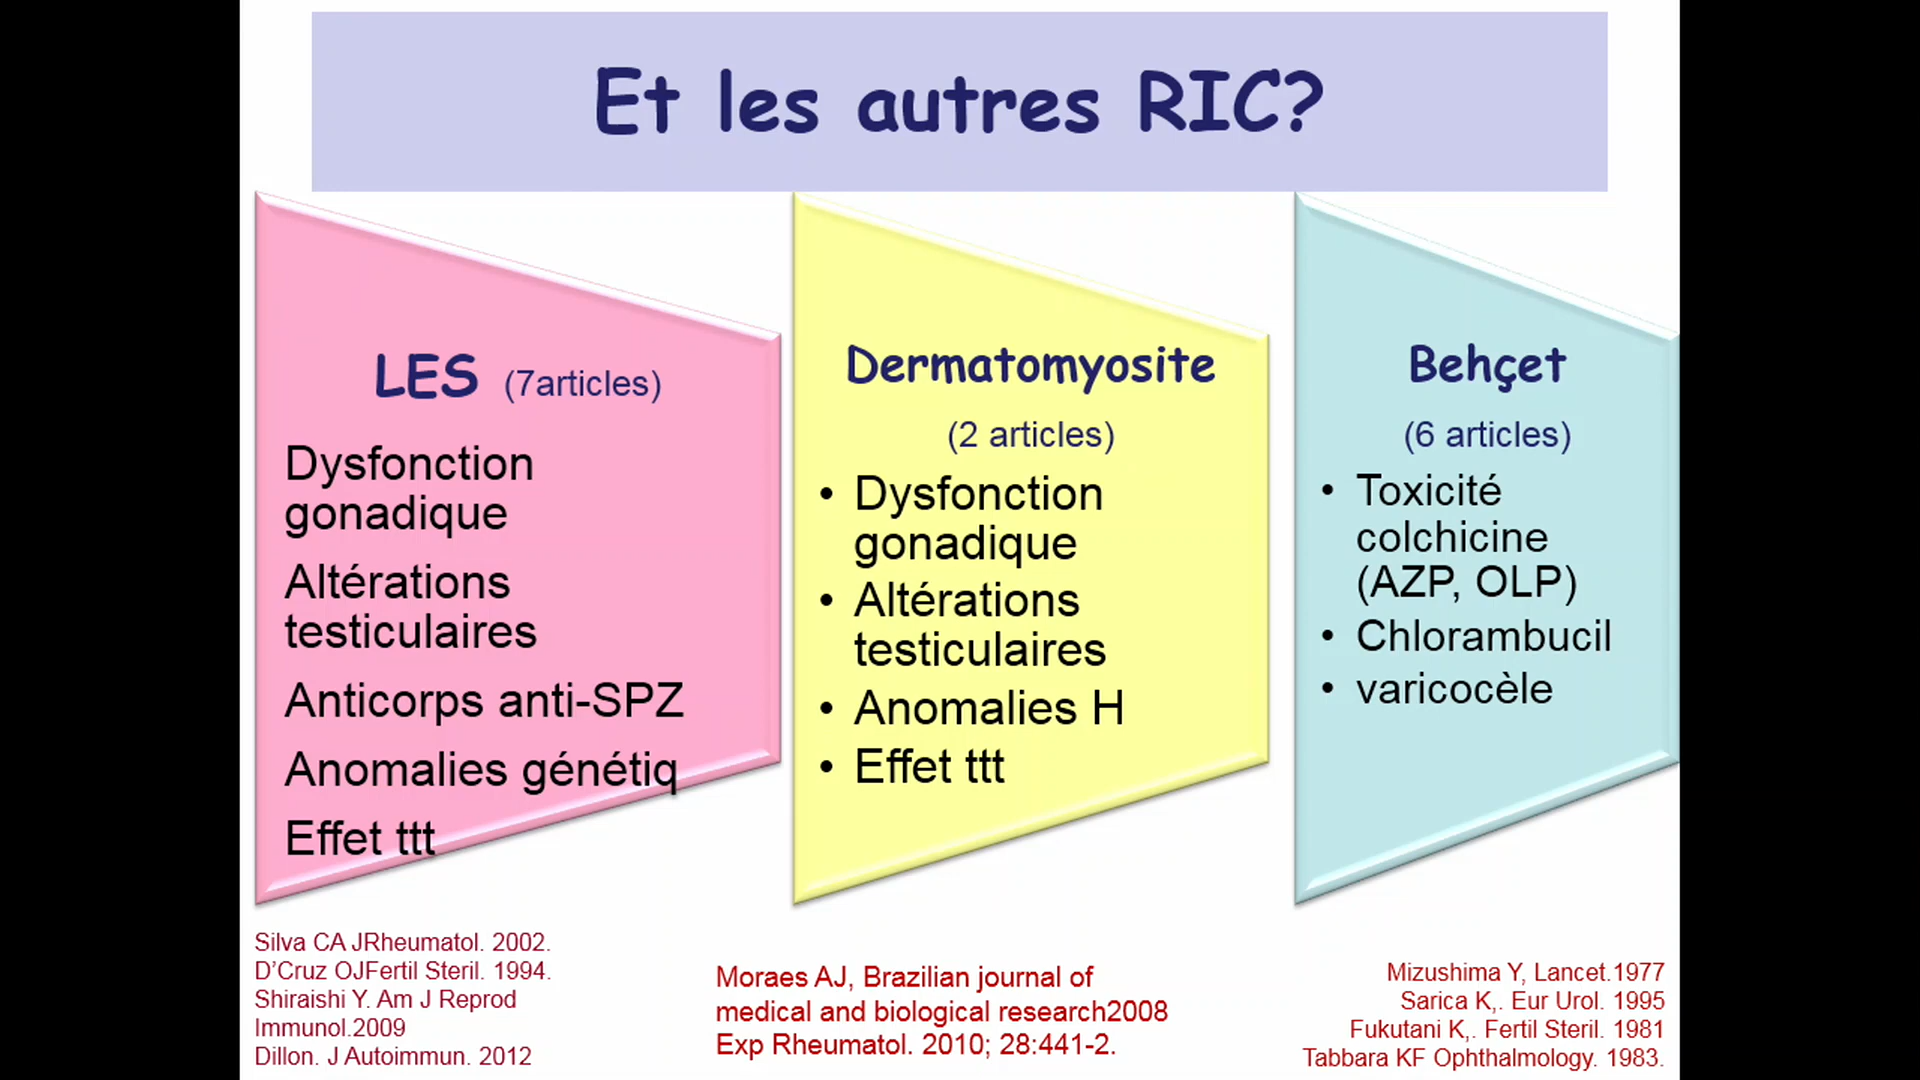 Et les autres RIC?
LES (7articles)
Dysfonction
gonadique
Altérations
testiculaires
Anticorps anti-SPZ
Anomalies génétiq
Effet ttt
Dermatomyosite
(2 articles)
• Dysfonction
gonadique
• Altérations
testiculaires
• Anomalies H
• Effet ttt
Behçet
(6 articles)
• Toxicité
colchicine
(AZP, OLP)
• Chlorambucil
• varicocèle
Silva CA JRheumatol. 2002.
D’Cruz OJFertil Steril. 1994.
Shiraishi Y. Am J Reprod
Immunol.2009
Dillon. J Autoimmun. 2012
Moraes AJ, Brazilian journal of
medical and biological research2008
Exp Rheumatol. 2010; 28:441-2.
Mizushima Y, Lancet.1977
Sarica K,. Eur Urol. 1995
Fukutani K,. Fertil Steril. 1981
Tabbara KF Ophthalmology. 1983.